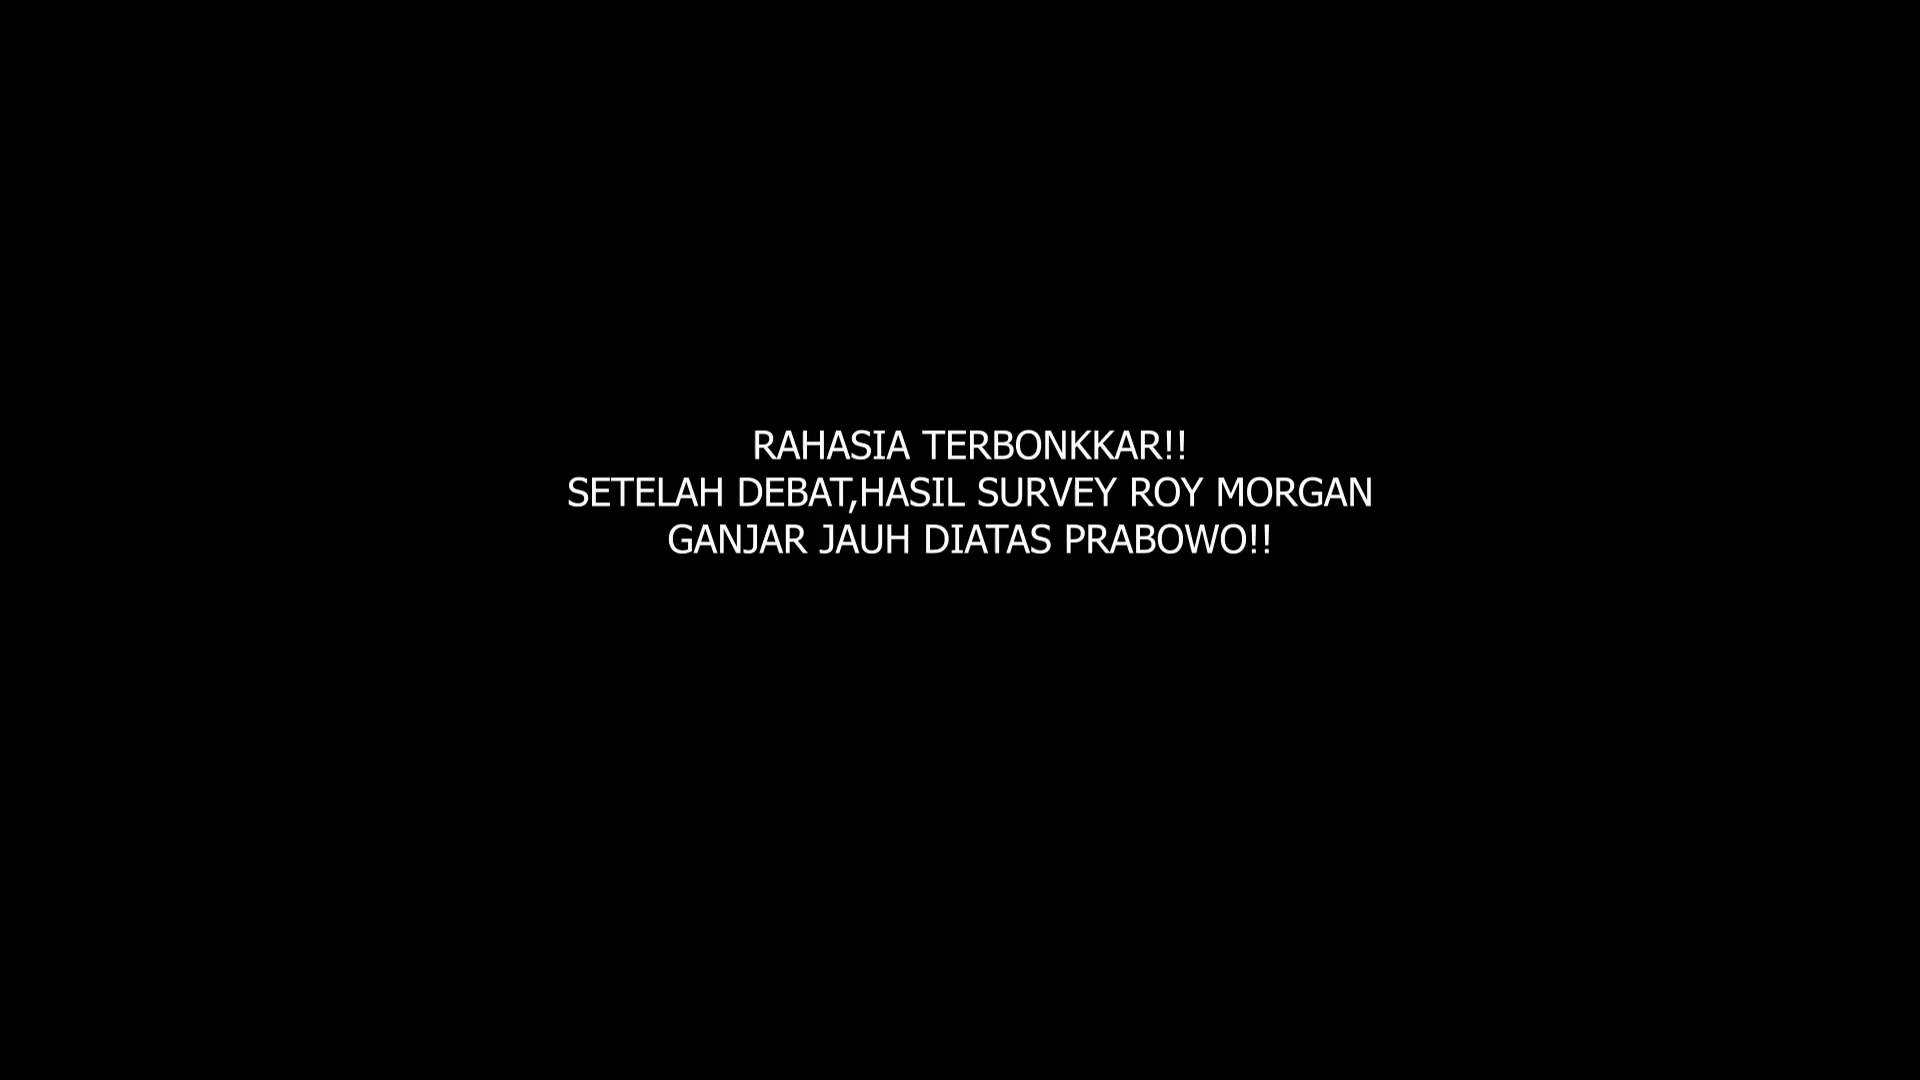 RAHASIA TERBONKKAR!!
SETELAH DEBAT,HASIL SURVEY ROY MORGAN
GANJAR JAUH DIATAS PRABOWO!!